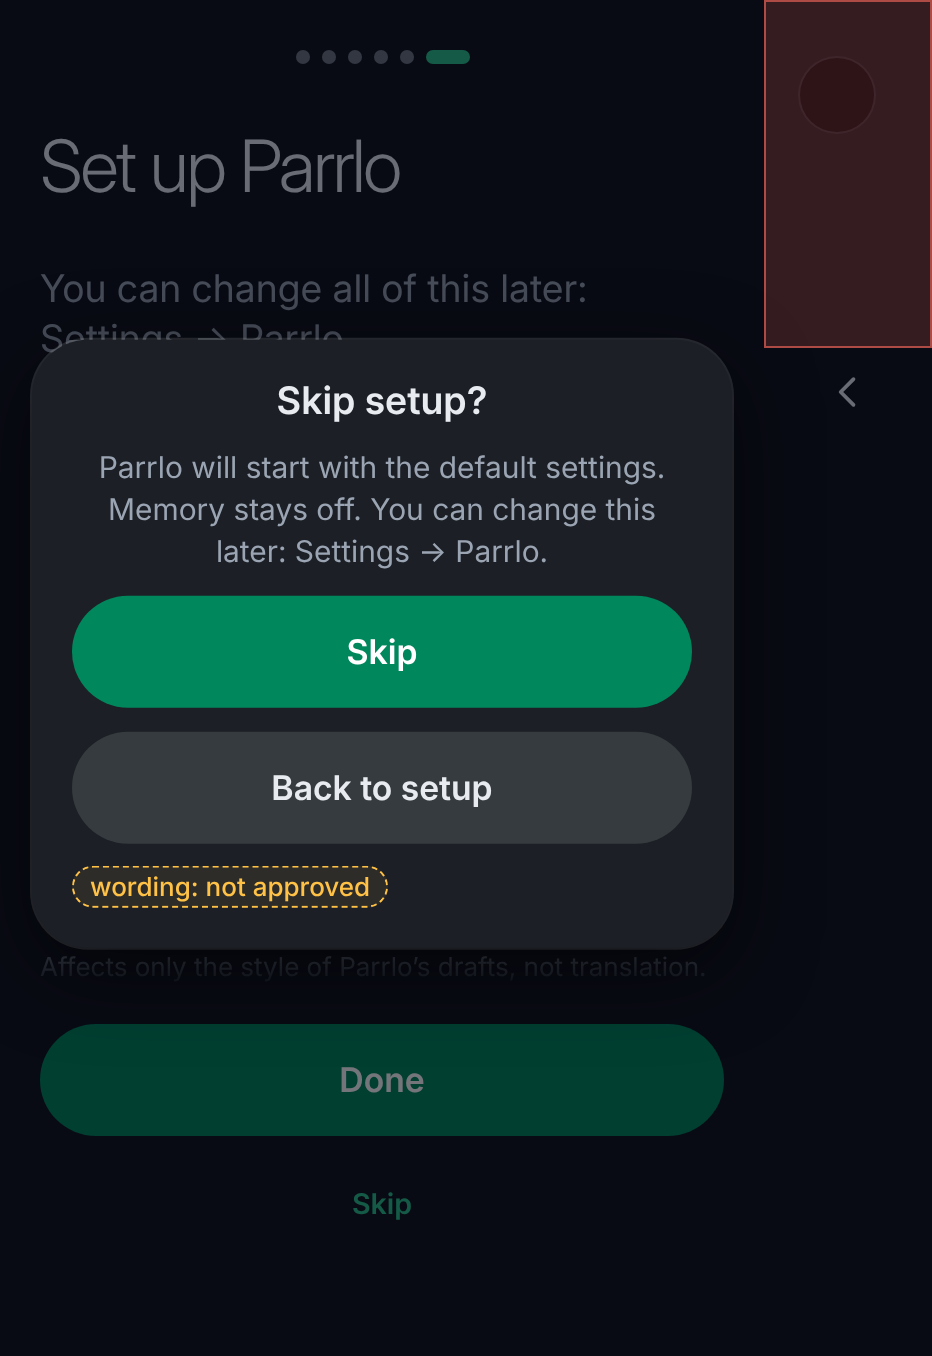 Set up Parrlo
You can change all of this later:
Settings → Parrlo
Skip setup?
Parrlo will start with the default settings.
Memory stays off. You can change this
later: Settings → Parrlo.
Skip
Back to setup
wording: not approved
Affects only the style of Parrlo’s drafts, not translation.
Done
Skip